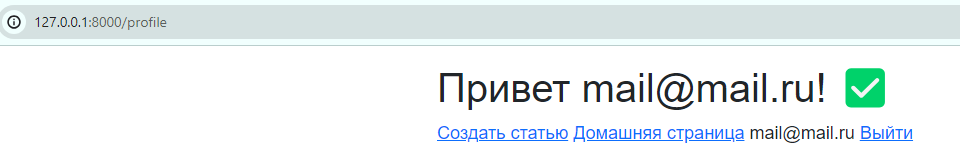 127.0.0.1:8000/profile
Привет mail@mail.ru!
Создать статью Домашняя страница mail@mail.ru Выйти